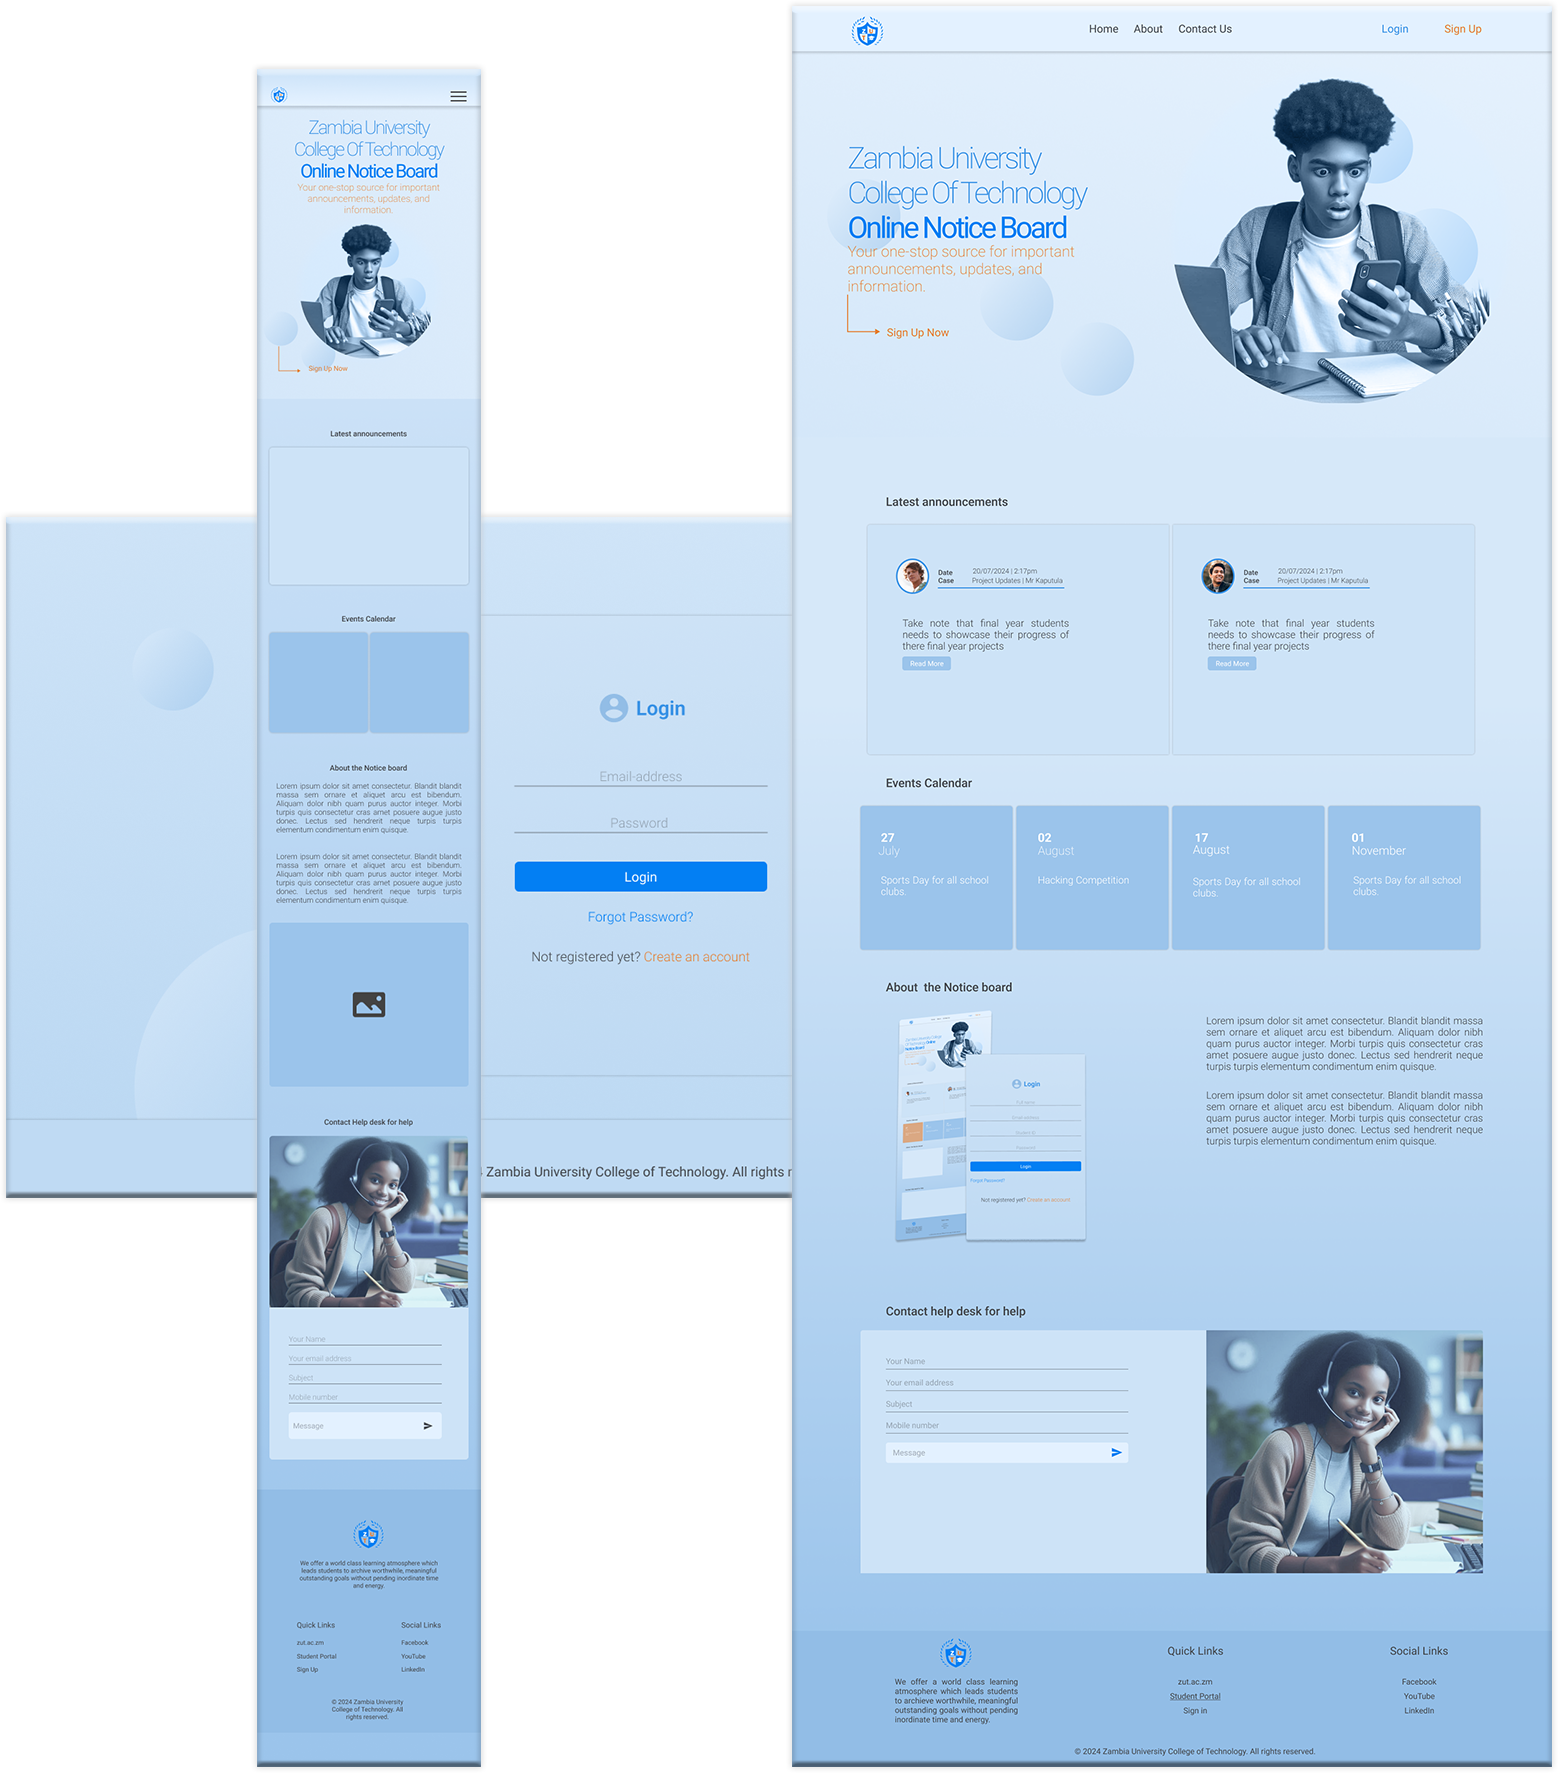 Zambia University
College Of Technology
Online Notice Board
Your one-stop source for important
announcements, updates, and
information.
Sign Up Now
Latest announcements
Events Calendar
About the Notice board
Lorem ipsum dolor sit amet consectetur. Blandit blandit
massa sem ornare et aliquet arcu est bibendum.
Aliquam dolor nibh quam purus auctor integer. Morbi
turpis quis consectetur cras amet posuere augue justo
donec. Lectus sed hendrerit neque turpis turpis
elementum condimentum enim quisque.
Lorem ipsum dolor sit amet consectetur. Blandit blandit
massa sem ornare et aliquet arcu est bibendum.
Aliquam dolor nibh quam purus auctor integer. Morbi
turpis quis consectetur cras amet posuere augue justo
donec. Lectus sed hendrerit neque turpis turpis
elementum condimentum enim quisque.
Contact Help desk for help
Your Name
Your email address
Subject
Mobile number
Message
We offer a world class learning atmosphere which
leads students to archive worthwhile, meaningful
outstanding goals without pending inordinate time
and energy.
Quick Links
Social Links
zut.ac.zm
Facebook
Student Portal
YouTube
Sign Up
LinkedIn
© 2024 Zambia University
College of Technology. All
rights reserved.
Login
Email-address
Password
Login
Forgot Password?
Not registered yet? Create an account
Zambia University College of Technology. All rights
Home About Contact Us Login Sign Up
Zambia University
College Of Technology
Online Notice Board
Your one-stop source for important
announcements, updates, and
information.
Sign Up Now
Latest announcements
Date 20/07/2024 | 2:17pm
Case Project Updates | Mr Kaputula
Take note that final year students
needs to showcase their progress of
there final year projects
Read More
Date 20/07/2024 | 2:17pm
Case Project Updates | Mr Kaputula
Take note that final year students
needs to showcase their progress of
there final year projects
Read More
Events Calendar
27
July
Sports Day for all school
clubs.
02
August
Hacking Competition
17
August
Sports Day for all school
clubs.
01
November
Sports Day for all school
clubs.
About the Notice board
Login
Full name
Email-address
Password
Login
Forgot Password?
Not registered yet? Create an account
Lorem ipsum dolor sit amet consectetur. Blandit blandit massa
sem ornare et aliquet arcu est bibendum. Aliquam dolor nibh
quam purus auctor integer. Morbi turpis quis consectetur cras
amet posuere augue justo donec. Lectus sed hendrerit neque
turpis turpis elementum condimentum enim quisque.
Lorem ipsum dolor sit amet consectetur. Blandit blandit massa
sem ornare et aliquet arcu est bibendum. Aliquam dolor nibh
quam purus auctor integer. Morbi turpis quis consectetur cras
amet posuere augue justo donec. Lectus sed hendrerit neque
turpis turpis elementum condimentum enim quisque.
Contact help desk for help
Your Name
Your email address
Subject
Mobile number
Message
We offer a world class learning
atmosphere which leads students
to archieve worthwhile, meaningful
outstanding goals without pending
inordinate time and energy.
Quick Links
zut.ac.zm
Student Portal
Sign in
Social Links
Facebook
YouTube
LinkedIn
© 2024 Zambia University College of Technology. All rights reserved.